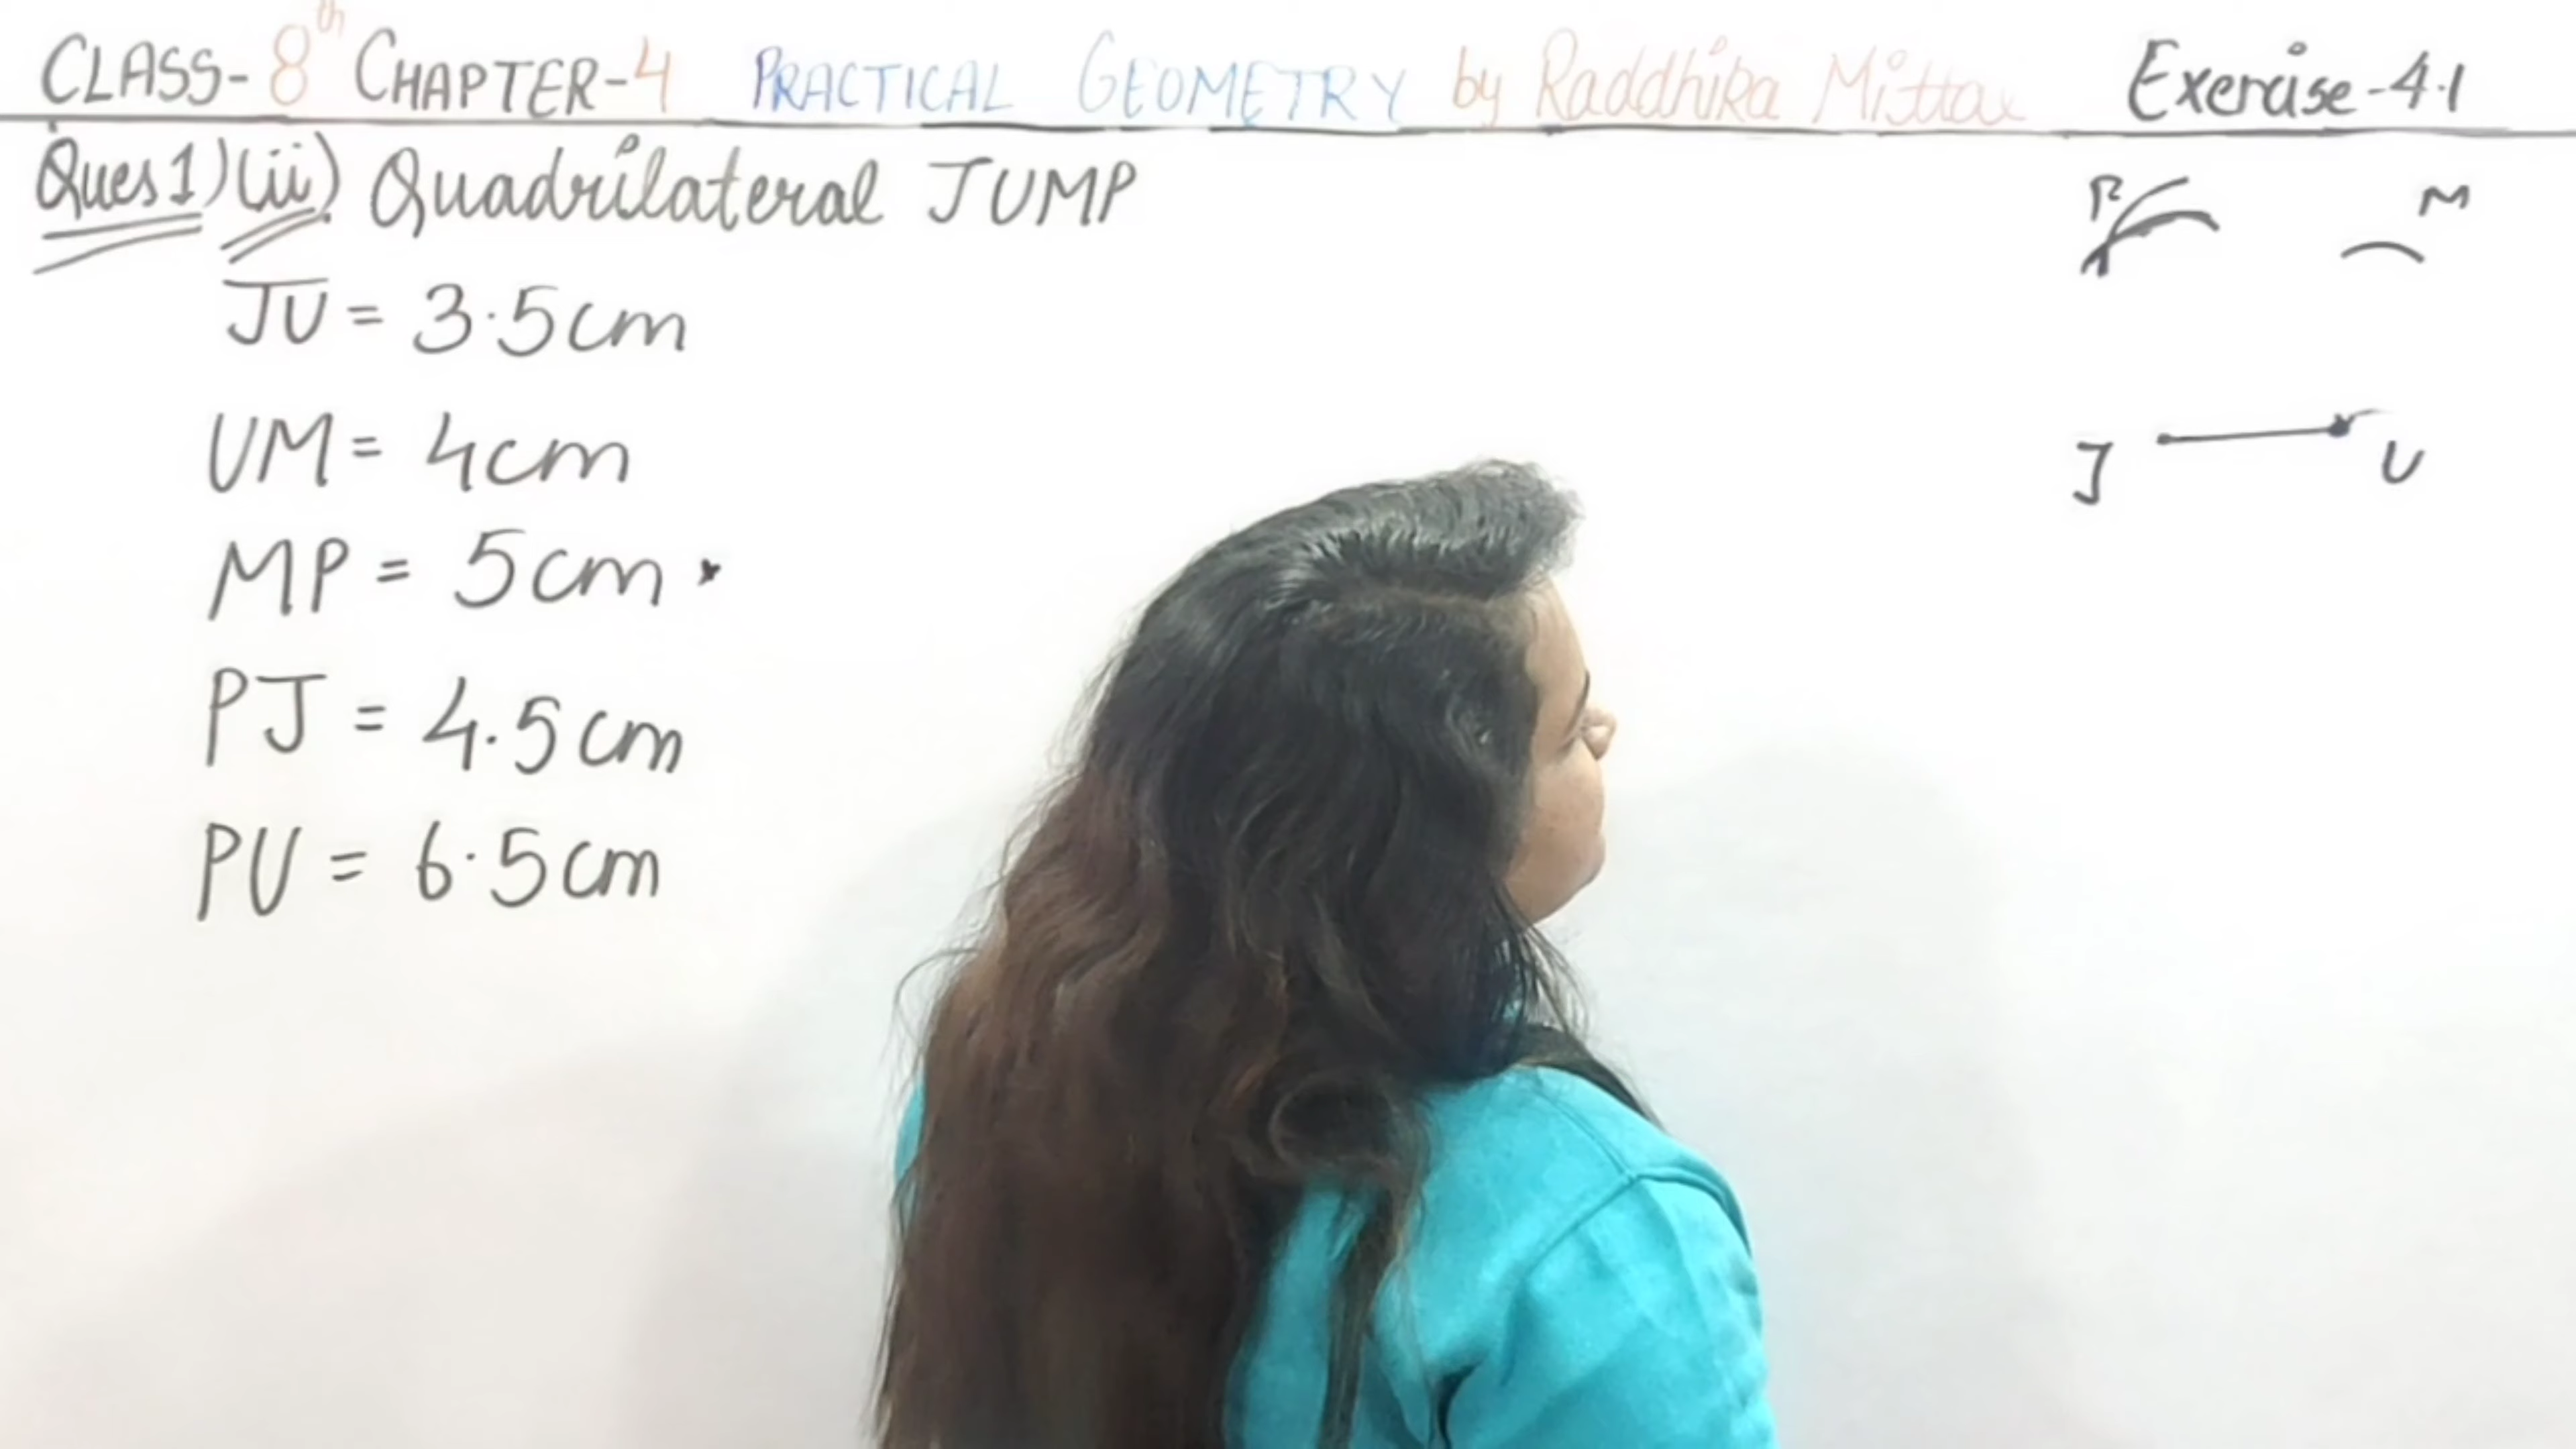 CLASS-8th CHAPTER-4 PRACTICAL GEOMETRY by Raddhika Mittal Exercise-4.1
Ques 1)(ii) Quadrilateral JUMP
JU = 3.5cm
UM = 4cm
MP = 5cm
PJ = 4.5cm
PU = 6.5cm
P M
J U